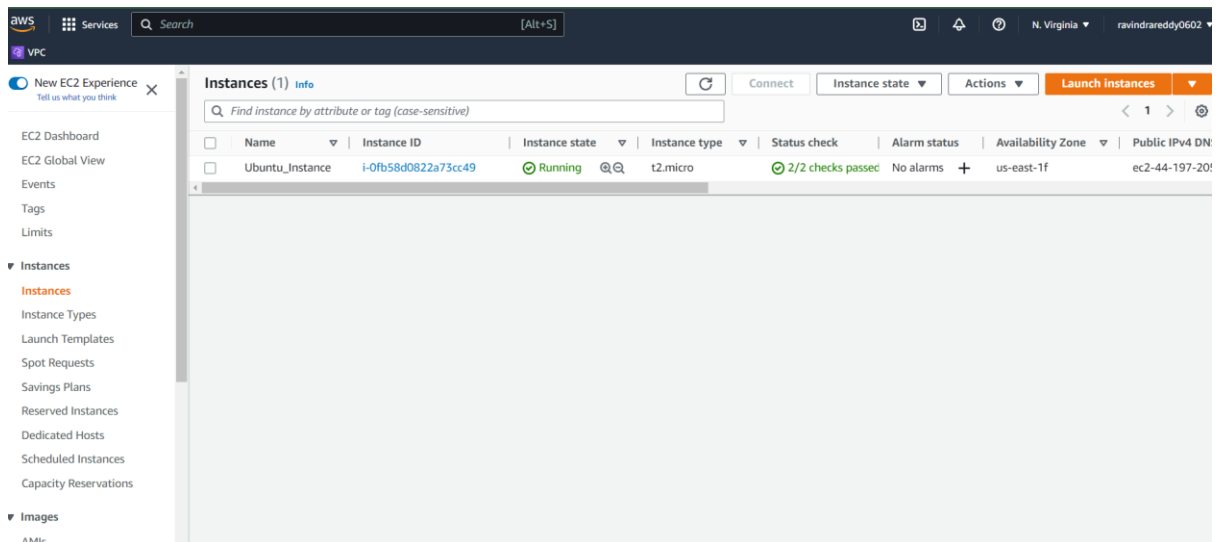 aws Services Search [Alt+S] N. Virginia ravindrareddy0602
VPC
New EC2 Experience
Tell us what you think
EC2 Dashboard
EC2 Global View
Events
Tags
Limits
Instances
Instances
Instance Types
Launch Templates
Spot Requests
Savings Plans
Reserved Instances
Dedicated Hosts
Scheduled Instances
Capacity Reservations
Images
AMIs
Instances (1) Info Connect Instance state Actions Launch instances
Find instance by attribute or tag (case-sensitive) 1
Name Instance ID Instance state Instance type Status check Alarm status Availability Zone Public IPv4 DN
Ubuntu_Instance i-0fb58d0822a73cc49 Running t2.micro 2/2 checks passed No alarms + us-east-1f ec2-44-197-205